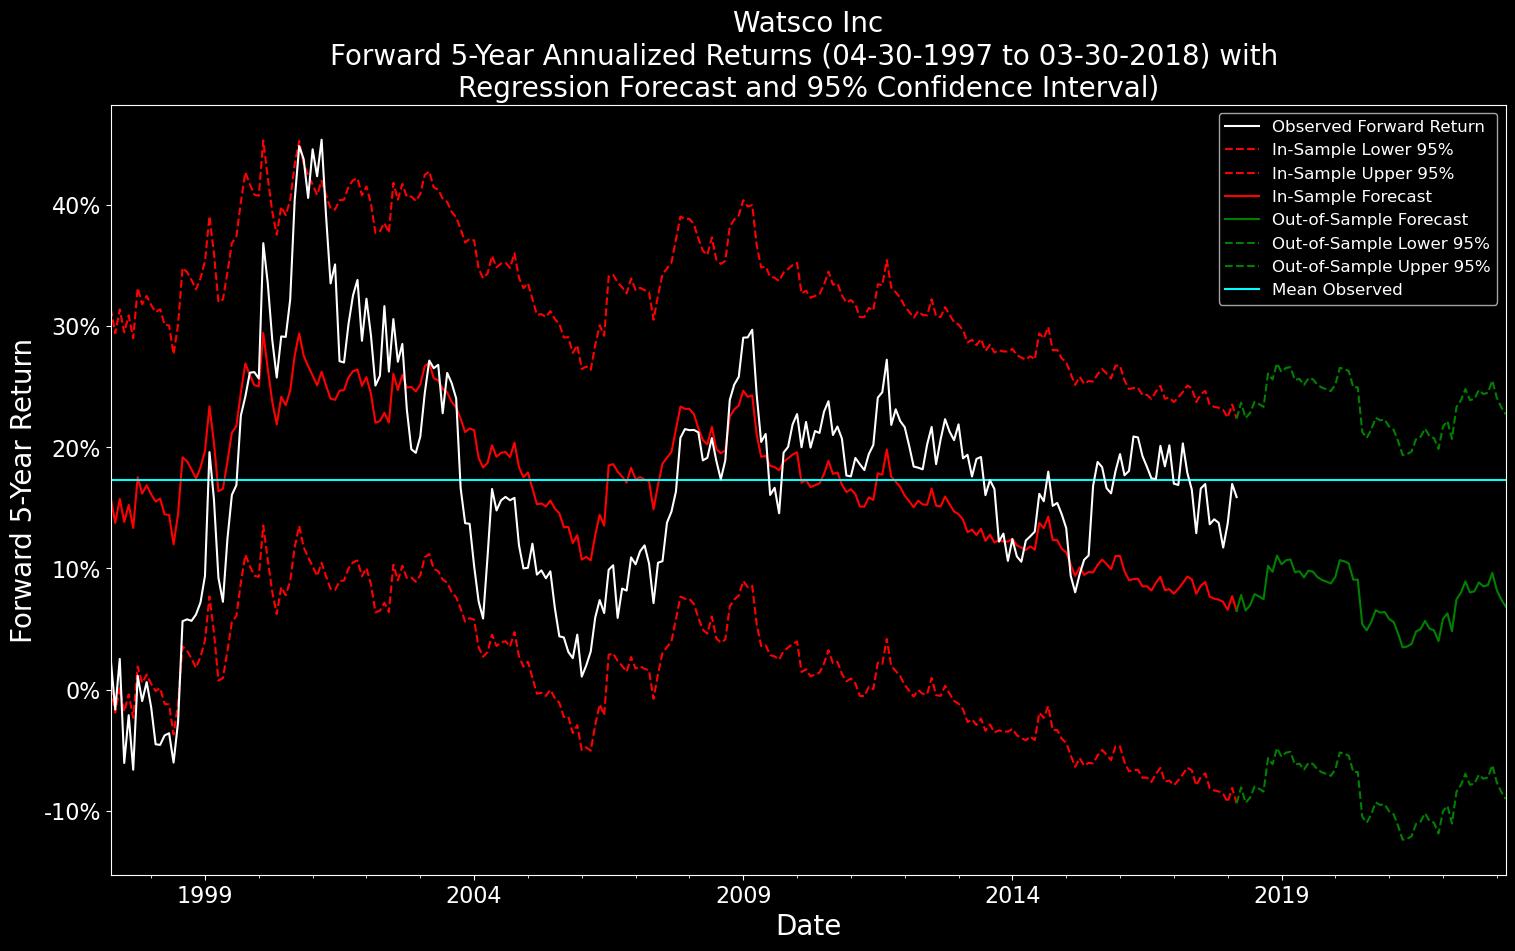 Watsco Inc
Forward 5-Year Annualized Returns (04-30-1997 to 03-30-2018) with
Regression Forecast and 95% Confidence Interval)
Observed Forward Return
In-Sample Lower 95%
In-Sample Upper 95%
In-Sample Forecast
Out-of-Sample Forecast
Out-of-Sample Lower 95%
Out-of-Sample Upper 95%
Mean Observed
Forward 5-Year Return
40%
30%
20%
10%
0%
-10%
1999
2004
2009
2014
2019
Date